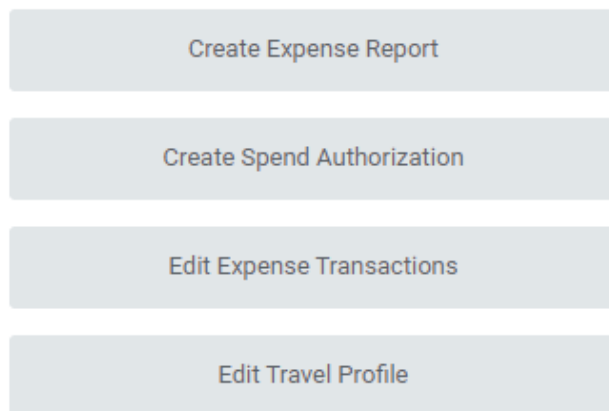 Create Expense Report
Create Spend Authorization
Edit Expense Transactions
Edit Travel Profile